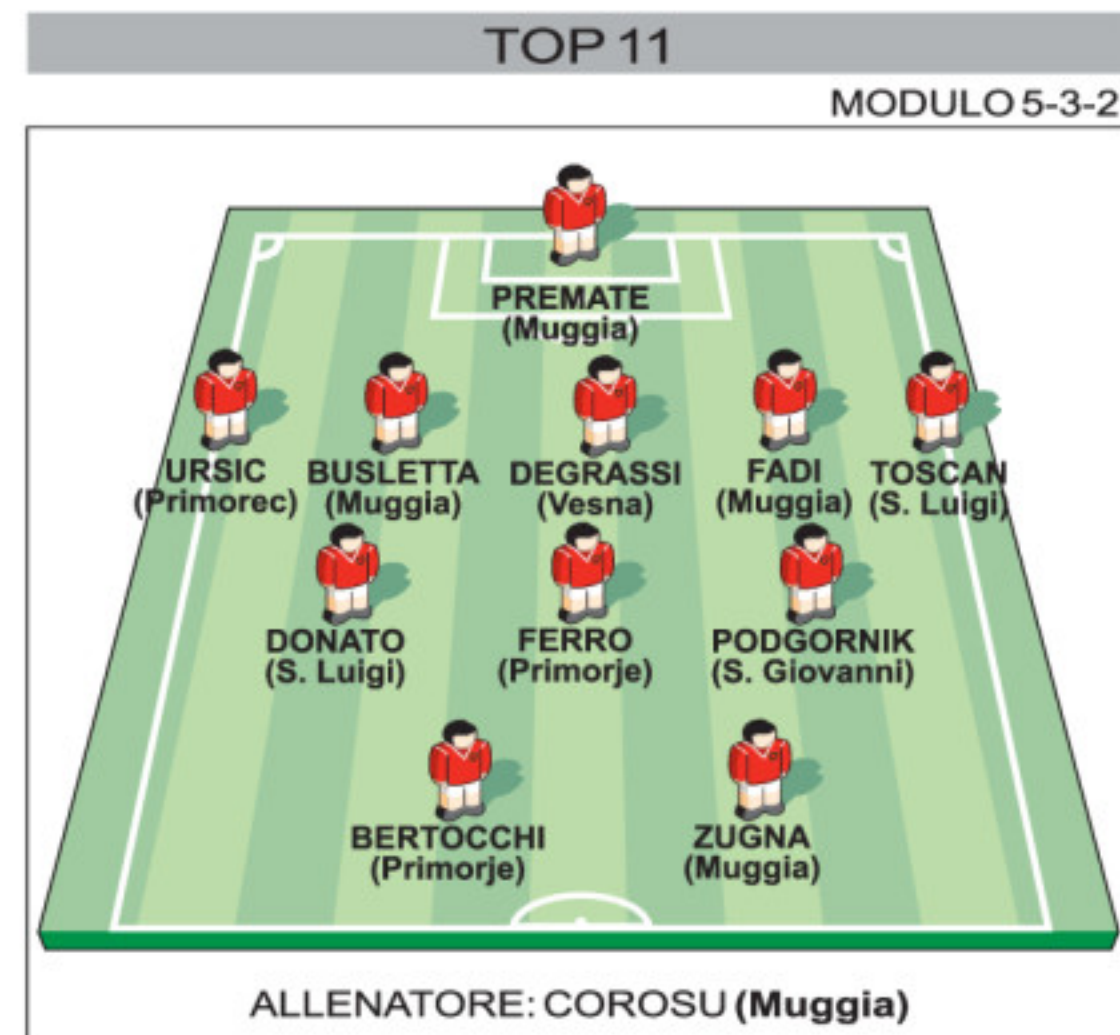 TOP 11
MODULO 5-3-2
PREMATE
(Muggia)
URSIC
(Primorec)
BUSLETTA
(Muggia)
DEGRASSI
(Vesna)
FADI
(Muggia)
TOSCAN
(S. Luigi)
DONATO
(S. Luigi)
FERRO
(Primorje)
PODGORNIK
(S. Giovanni)
BERTOCCHI
(Primorje)
ZUGNA
(Muggia)
ALLENATORE: COROSU (Muggia)